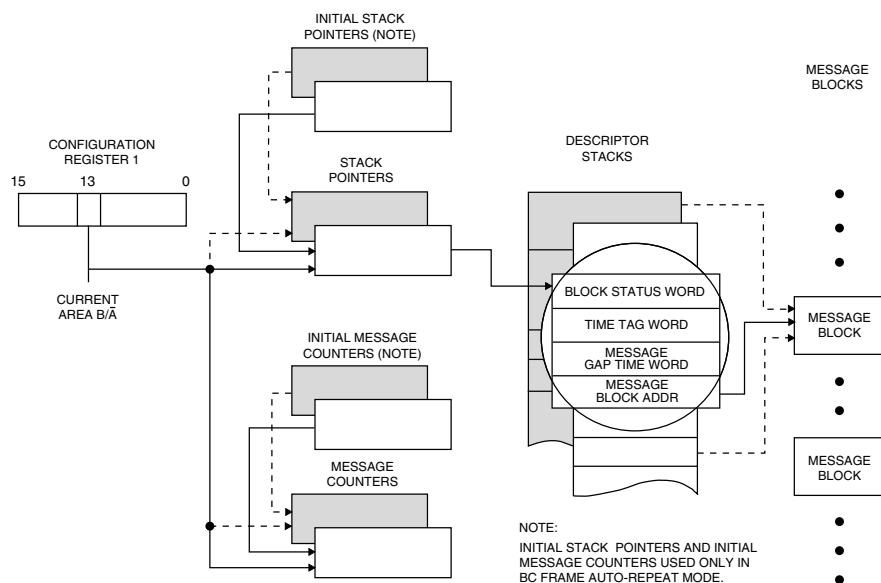 INITIAL STACK
POINTERS (NOTE)
MESSAGE
BLOCKS
CONFIGURATION
REGISTER 1
15 13 0
STACK
POINTERS
DESCRIPTOR
STACKS
CURRENT
AREA B/A̅
BLOCK STATUS WORD
TIME TAG WORD
MESSAGE
GAP TIME WORD
MESSAGE
BLOCK ADDR
MESSAGE
BLOCK
INITIAL MESSAGE
COUNTERS (NOTE)
MESSAGE
BLOCK
MESSAGE
COUNTERS
NOTE:
INITIAL STACK POINTERS AND INITIAL
MESSAGE COUNTERS USED ONLY IN
BC FRAME AUTO-REPEAT MODE.